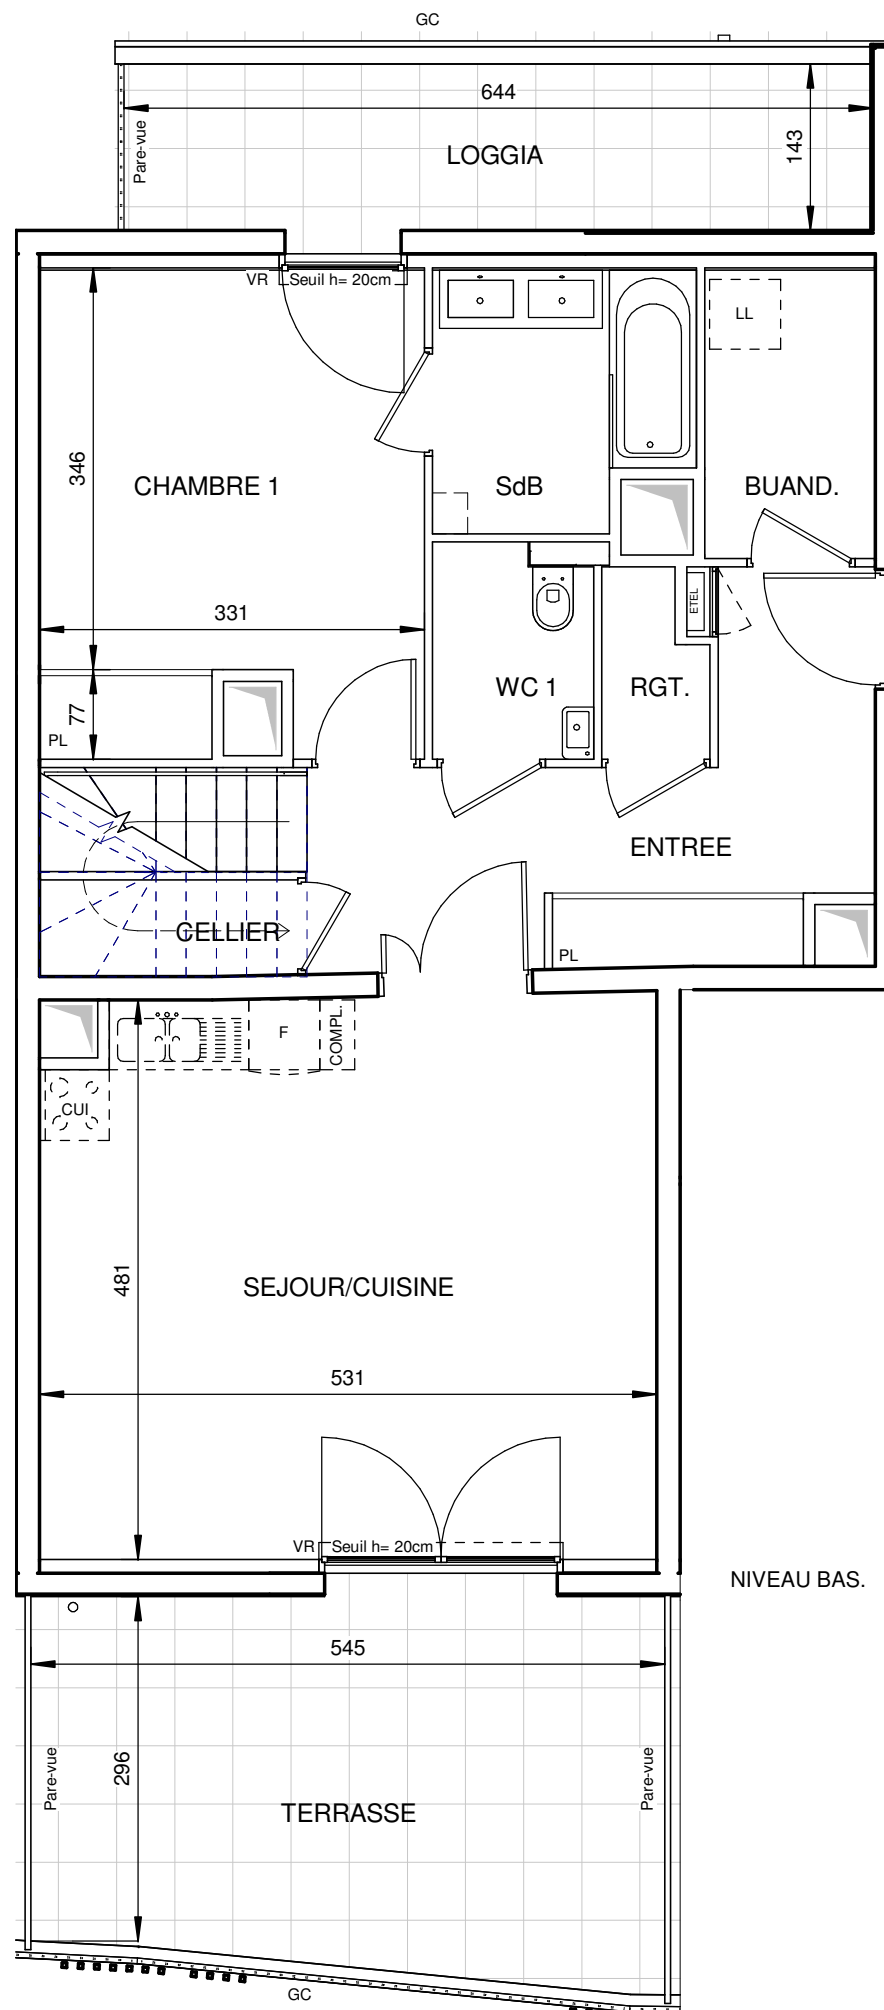 GC
644
Pare-vue
143
LOGGIA
VR Seuil h= 20cm
LL
346
CHAMBRE 1
SdB
BUAND.
ETEL
331
WC 1
RGT.
77
PL
ENTREE
CELLIER
PL
F
COMPL.
CUI
481
SEJOUR/CUISINE
531
VR Seuil h= 20cm
NIVEAU BAS.
545
296
Pare-vue
Pare-vue
TERRASSE
GC